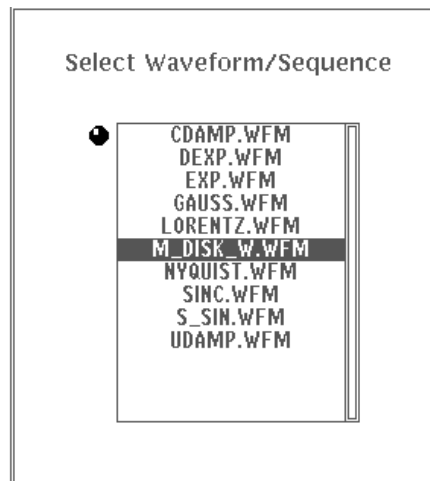 Select Waveform/Sequence
CDAMP.WFM
DEXP.WFM
EXP.WFM
GAUSS.WFM
LORENTZ.WFM
M_DISK_W.WFM
NYQUIST.WFM
SINC.WFM
S_SIN.WFM
UDAMP.WFM